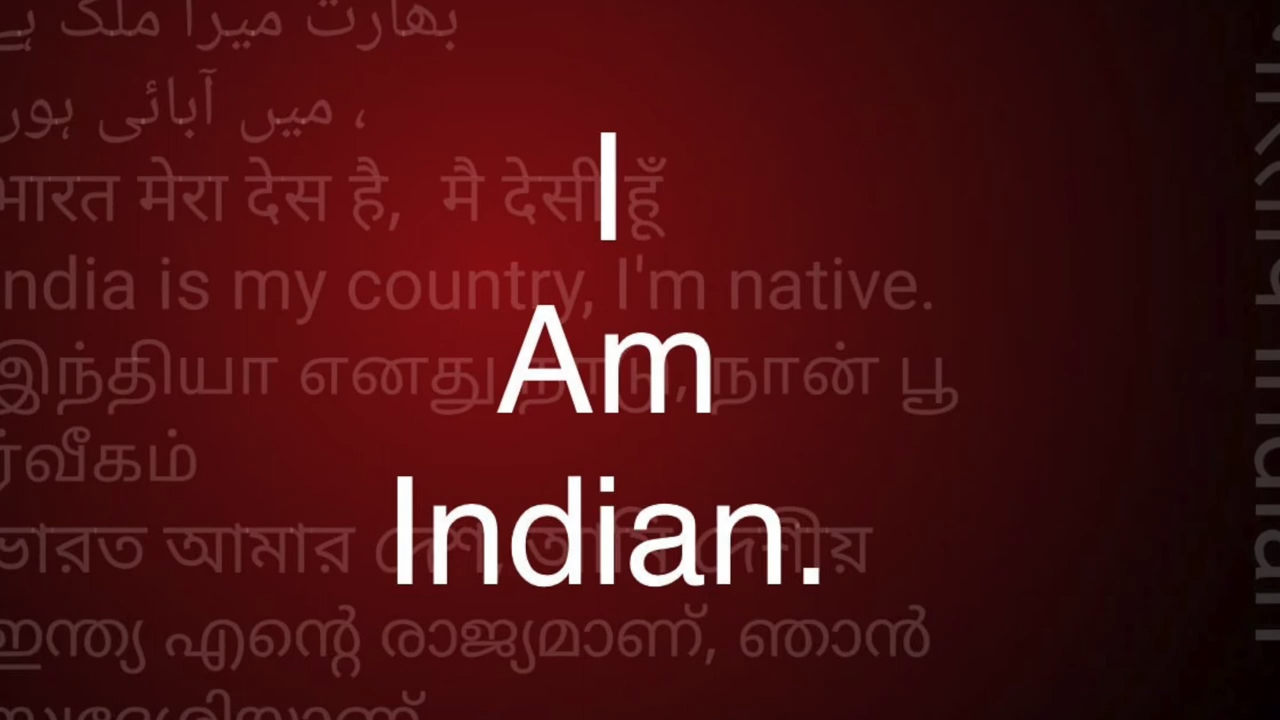 بھارت میرا ملک ہے
، میں آبائی ہوں
भारत मेरा देस है, मै देसी हूँ
India is my country, I'm native.
இந்தியா எனது நாடு, நான் பூ
ர்வீகம்
ভারত আমার দেশ, আমি দেশীয়
ഇന്ത്യ എന്റെ രാജ്യമാണ്, ഞാൻ
I
Am
Indian.